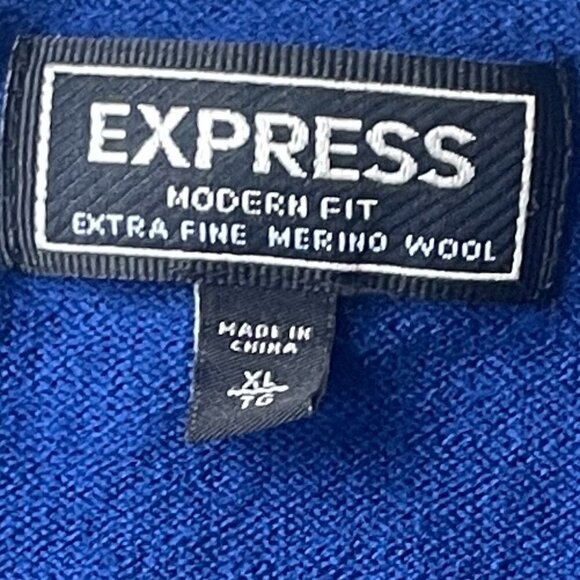 EXPRESS
MODERN FIT
EXTRA FINE MERINO WOOL
MADE IN
CHINA
XL
TG